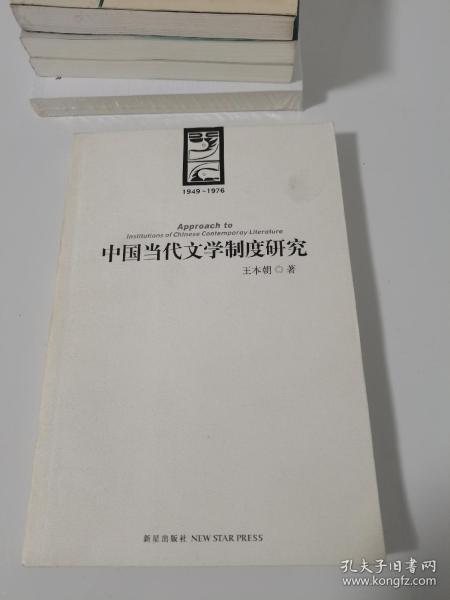 1949-1976
Approach to
Institutions of Chinese Contemporay Literature
中国当代文学制度研究
王本朝◎著
新星出版社 NEW STAR PRESS
孔夫子旧书网
www.kongfz.com